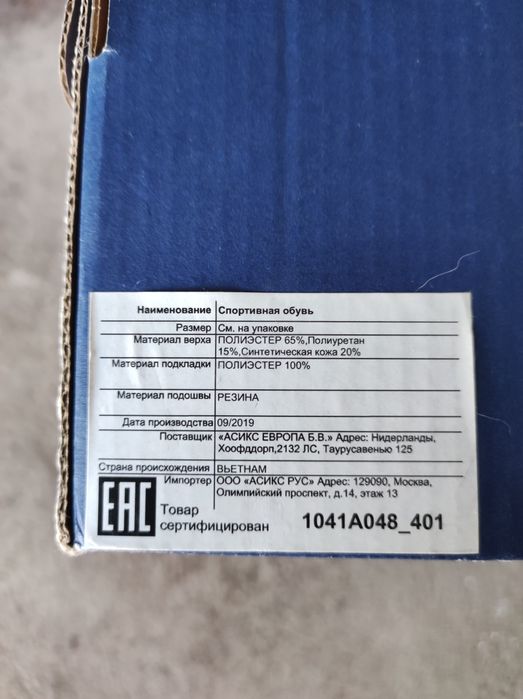 Наименование Спортивная обувь
Размер См. на упаковке
Материал верха ПОЛИЭСТЕР 65%,Полиуретан
15%,Синтетическая кожа 20%
Материал подкладки ПОЛИЭСТЕР 100%
Материал подошвы РЕЗИНА
Дата производства 09/2019
Поставщик «АСИКС ЕВРОПА Б.В.» Адрес: Нидерланды,
Хоофддорп,2132 ЛС, Таурусавенью 125
Страна происхождения ВЬЕТНАМ
Импортер ООО «АСИКС РУС» Адрес: 129090, Москва,
Олимпийский проспект, д.14, этаж 13
EAC
Товар
сертифицирован 1041A048_401